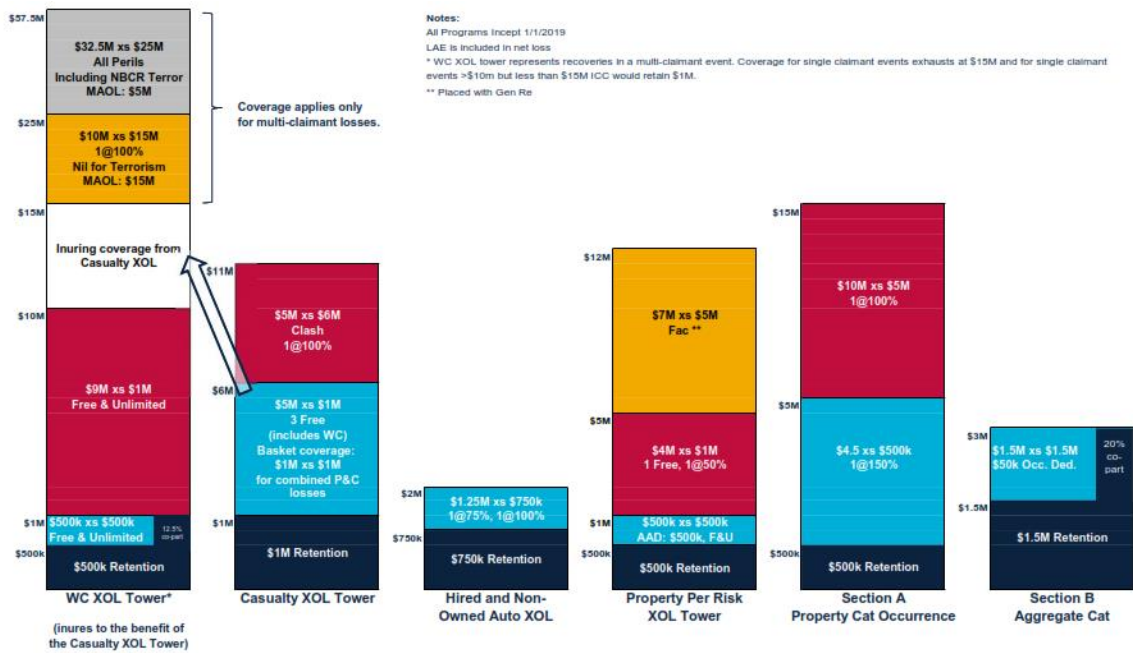 Notes:
All Programs Incept 1/1/2019
LAE is included in net loss
* WC XOL tower represents recoveries in a multi-claimant event. Coverage for single claimant events exhausts at $15M and for single claimant
events >$10m but less than $15M ICC would retain $1M.
** Placed with Gen Re
$57.5M
$32.5M xs $25M
All Perils
Including NBCR Terror
MAOL: $5M
Coverage applies only
for multi-claimant losses.
$25M
$10M xs $15M
1@100%
Nil for Terrorism
MAOL: $15M
$15M
Inuring coverage from
Casualty XOL
$10M
$9M xs $1M
Free & Unlimited
$1M
$500k xs $500k
Free & Unlimited
12.5%
co-part
$500k
$500k Retention
WC XOL Tower*
(inures to the benefit of
the Casualty XOL Tower)
$11M
$5M xs $6M
Clash
1@100%
$6M
$5M xs $1M
3 Free
(includes WC)
Basket coverage:
$1M xs $1M
for combined P&C
losses
$1M
$1M Retention
Casualty XOL Tower
$2M
$1.25M xs $750k
1@75%, 1@100%
$750k
$750k Retention
Hired and Non-
Owned Auto XOL
$12M
$7M xs $5M
Fac **
$5M
$4M xs $1M
1 Free, 1@50%
$1M
$500k xs $500k
AAD: $500k, F&U
$500k
$500k Retention
Property Per Risk
XOL Tower
$15M
$10M xs $5M
1@100%
$5M
$4.5 xs $500k
1@150%
$500k
$500k Retention
Section A
Property Cat Occurrence
$3M
$1.5M xs $1.5M
$50k Occ. Ded.
20%
co-
part
$1.5M
$1.5M Retention
Section B
Aggregate Cat